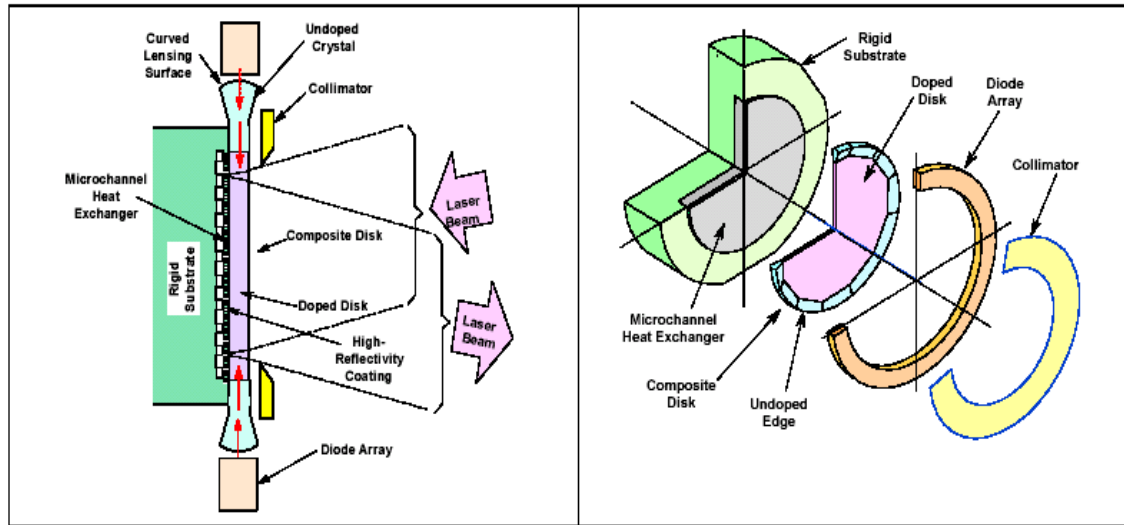 Curved
Lensing
Surface
Undoped
Crystal
Collimator
Microchannel
Heat
Exchanger
Rigid
Substrate
Laser
Beam
Composite Disk
Doped Disk
Laser
Beam
High-
Reflectivity
Coating
Diode Array
Rigid
Substrate
Doped
Disk
Diode
Array
Collimator
Microchannel
Heat Exchanger
Composite
Disk
Undoped
Edge